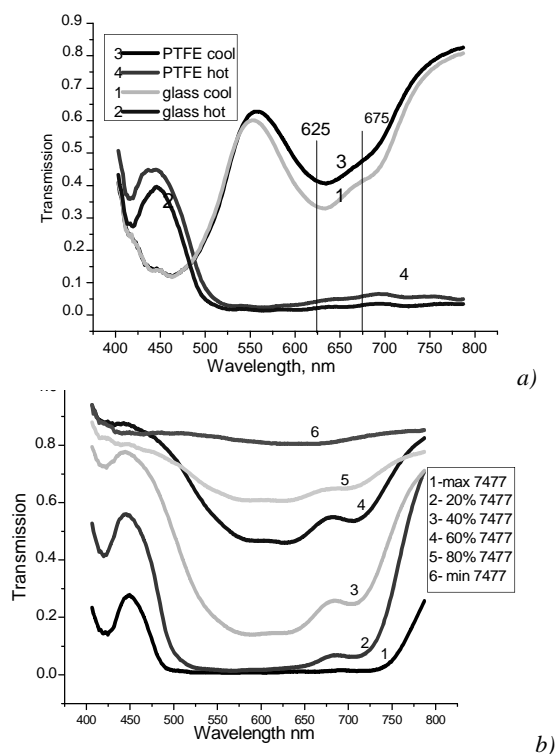 0.9
0.8
0.7
0.6
0.5
0.4
0.3
0.2
0.1
0.0
Transmission
3 PTFE cool
4 PTFE hot
1 glass cool
2 glass hot
625
675
3
1
2
4
400 450 500 550 600 650 700 750 800
Wavelength, nm
a)
0.8
0.6
0.4
0.2
0.0
Transmission
6
5
4
3
2
1
1-max 7477
2- 20% 7477
3- 40% 7477
4- 60% 7477
5- 80% 7477
6- min 7477
400 450 500 550 600 650 700 750 800
Wavelength nm
b)